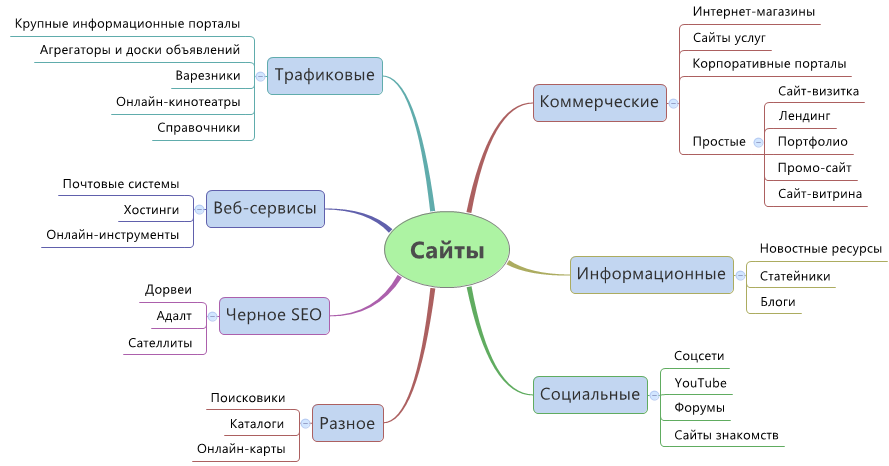 Сайты
Трафиковые
Крупные информационные порталы
Агрегаторы и доски объявлений
Варезники
Онлайн-кинотеатры
Справочники
Веб-сервисы
Почтовые системы
Хостинги
Онлайн-инструменты
Черное SEO
Дорвеи
Адалт
Сателлиты
Разное
Поисковики
Каталоги
Онлайн-карты
Коммерческие
Интернет-магазины
Сайты услуг
Корпоративные порталы
Простые
Сайт-визитка
Лендинг
Портфолио
Промо-сайт
Сайт-витрина
Информационные
Новостные ресурсы
Статейники
Блоги
Социальные
Соцсети
YouTube
Форумы
Сайты знакомств